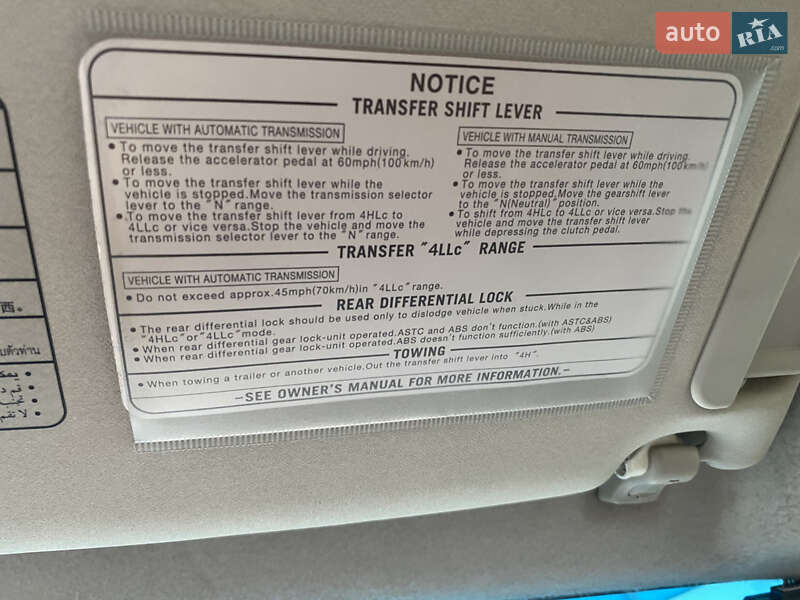 auto RIA.com
NOTICE
TRANSFER SHIFT LEVER
VEHICLE WITH AUTOMATIC TRANSMISSION
• To move the transfer shift lever while driving.
Release the accelerator pedal at 60mph(100km/h)
or less.
• To move the transfer shift lever while the
vehicle is stopped.Move the transmission selector
lever to the "N" range.
• .To move the transfer shift lever from 4HLc to
4LLc or vice versa.Stop the vehicle and move the
transmission selector lever to the "N" range.
VEHICLE WITH MANUAL TRANSMISSION
• To move the transfer shift lever while driving.
Release the accelerator pedal at 60mph(100km/h)
or less.
• To move the transfer shift lever while the
vehicle is stopped.Move the gearshift lever
to the "N(Neutral)" position.
• To shift from 4HLc to 4LLc or vice versa.Stop the
vehicle and move the transfer shift lever
while depressing the clutch pedal.
TRANSFER "4LLc" RANGE
VEHICLE WITH AUTOMATIC TRANSMISSION
• Do not exceed approx.45mph(70km/h)in "4LLc" range.
REAR DIFFERENTIAL LOCK
• The rear differential lock should be used only to dislodge vehicle when stuck.While in the
"4HLc"or"4LLc"mode.
• When rear differential gear lock-unit operated.ASTC and ABS don't function.(with ASTC&ABS)
• When rear differential gear lock-unit operated.ABS doesn't function sufficiently.(with ABS)
TOWING
• When towing a trailer or another vehicle.Out the transfer shift lever into "4H".
-SEE OWNER'S MANUAL FOR MORE INFORMATION.-
西。